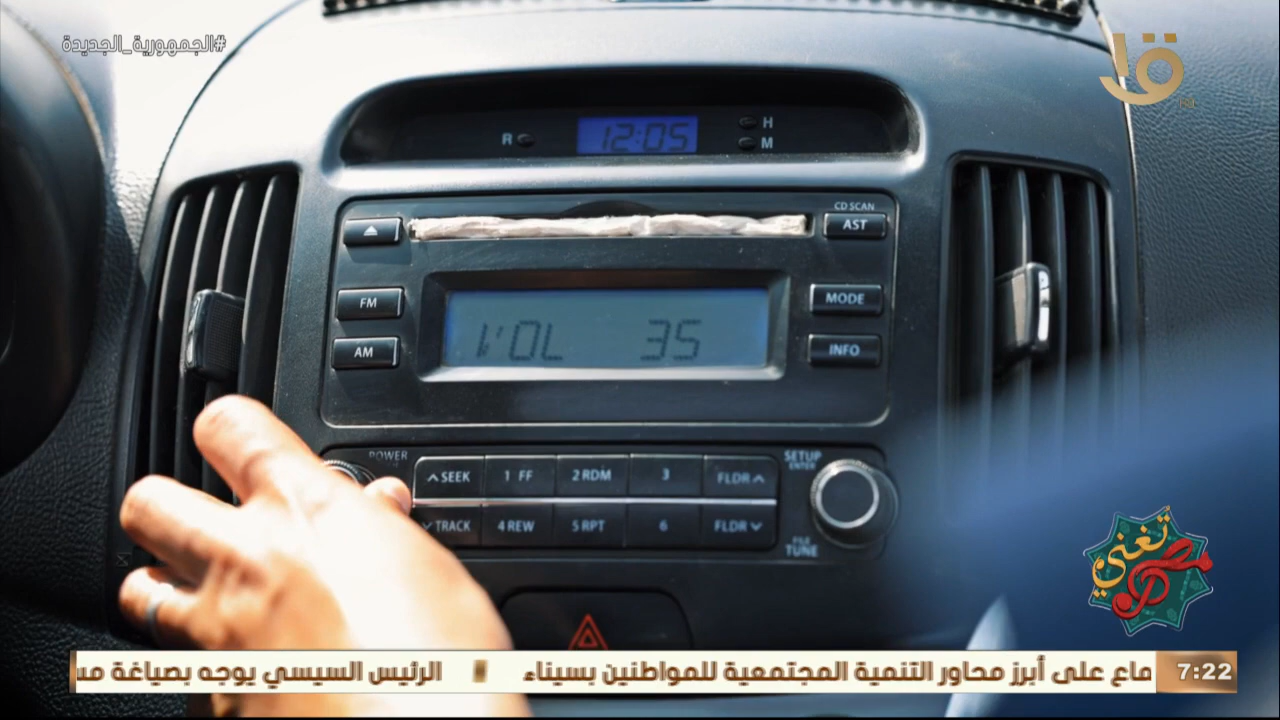 #الجمهورية_الجديدة
R
12:05
H
M
CD SCAN
AST
FM
MODE
VOL 35
AM
INFO
POWER
SEEK
1 FF
2 RDM
3
FLDR
SETUP
ENTER
TRACK
4 REW
5 RPT
6
FLDR
FILE
TUNE
مصر تغني
7:22
ماع على أبرز محاور التنمية المجتمعية للمواطنين بسيناء
الرئيس السيسي يوجه بصياغة